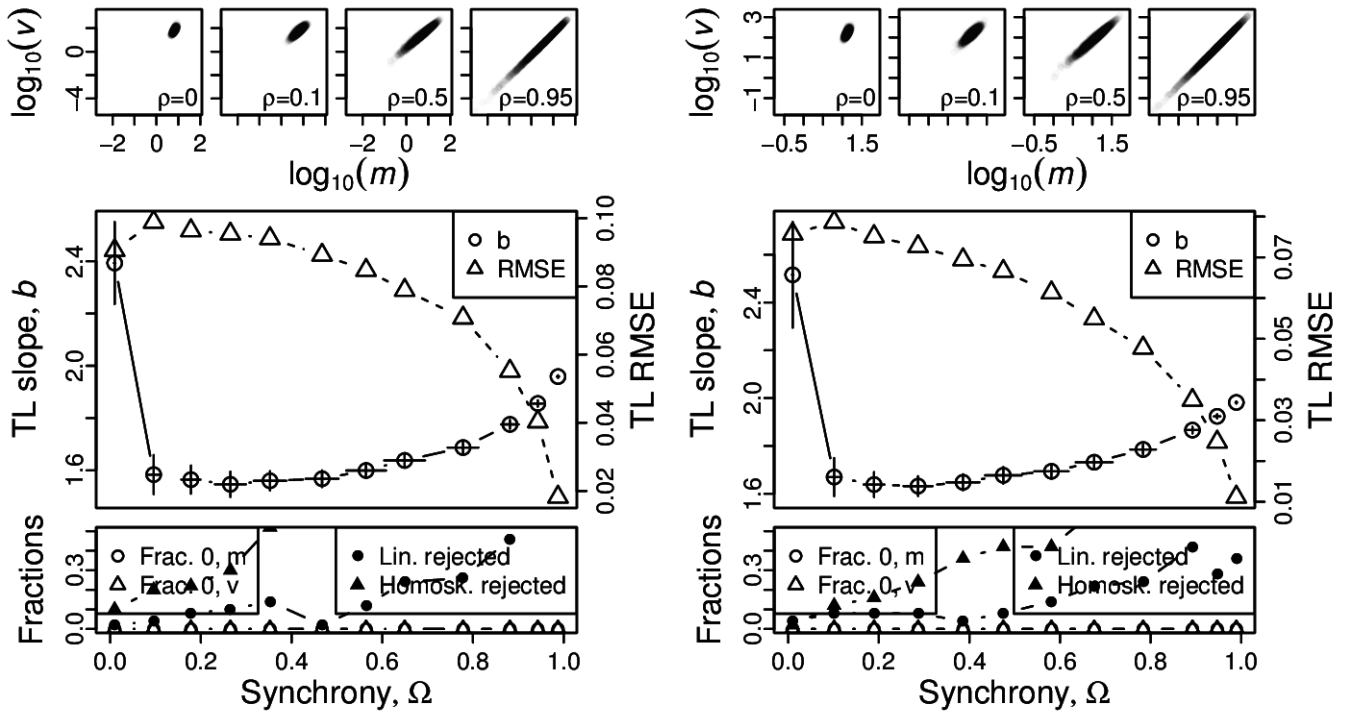 log₁₀(v)
0
−4
ρ=0
ρ=0.1
ρ=0.5
ρ=0.95
−2 0 2
−2 0 2
log₁₀(m)
TL slope, b
2.4
2.0
1.6
b
RMSE
0.10
0.08
0.06
0.04
0.02
TL RMSE
Fractions
0.3
0.0
Frac. 0, m
Frac. 0, v
Lin. rejected
Homosk. rejected
0.0 0.2 0.4 0.6 0.8 1.0
Synchrony, Ω
log₁₀(v)
3
1
−1
ρ=0
ρ=0.1
ρ=0.5
ρ=0.95
−0.5 1.5
−0.5 1.5
log₁₀(m)
TL slope, b
2.4
2.0
1.6
b
RMSE
0.07
0.05
0.03
0.01
TL RMSE
Fractions
0.3
0.0
Frac. 0, m
Frac. 0, v
Lin. rejected
Homosk. rejected
0.0 0.2 0.4 0.6 0.8 1.0
Synchrony, Ω